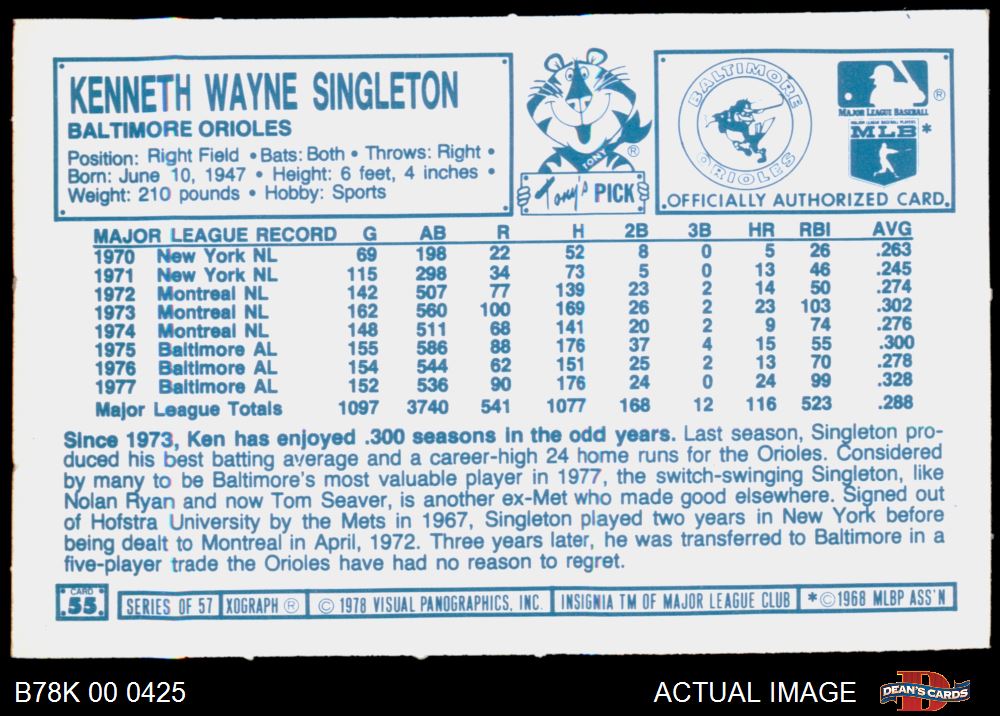 KENNETH WAYNE SINGLETON
BALTIMORE ORIOLES
Position: Right Field • Bats: Both • Throws: Right •
Born: June 10, 1947 • Height: 6 feet, 4 inches •
Weight: 210 pounds • Hobby: Sports
TONY
®
Tony's PICK
BALTIMORE
ORIOLES
®
MAJOR LEAGUE BASEBALL
MAJOR LEAGUE BASEBALL PLAYERS
MLB *
OFFICIALLY AUTHORIZED CARD.
MAJOR LEAGUE RECORD G AB R H 2B 3B HR RBI AVG
1970 New York NL 69 198 22 52 8 0 5 26 .263
1971 New York NL 115 298 34 73 5 0 13 46 .245
1972 Montreal NL 142 507 77 139 23 2 14 50 .274
1973 Montreal NL 162 560 100 169 26 2 23 103 .302
1974 Montreal NL 148 511 68 141 20 2 9 74 .276
1975 Baltimore AL 155 586 88 176 37 4 15 55 .300
1976 Baltimore AL 154 544 62 151 25 2 13 70 .278
1977 Baltimore AL 152 536 90 176 24 0 24 99 .328
Major League Totals 1097 3740 541 1077 168 12 116 523 .288
Since 1973, Ken has enjoyed .300 seasons in the odd years. Last season, Singleton pro-
duced his best batting average and a career-high 24 home runs for the Orioles. Considered
by many to be Baltimore's most valuable player in 1977, the switch-swinging Singleton, like
Nolan Ryan and now Tom Seaver, is another ex-Met who made good elsewhere. Signed out
of Hofstra University by the Mets in 1967, Singleton played two years in New York before
being dealt to Montreal in April, 1972. Three years later, he was transferred to Baltimore in a
five-player trade the Orioles have had no reason to regret.
CARD
55 SERIES OF 57 XOGRAPH ® © 1978 VISUAL PANOGRAPHICS, INC. INSIGNIA TM OF MAJOR LEAGUE CLUB * © 1968 MLBP ASS'N
B78K 00 0425 ACTUAL IMAGE DEAN'S CARDS